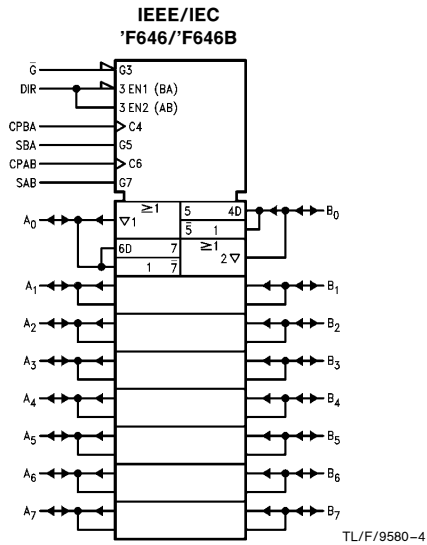 IEEE/IEC
'F646/'F646B
G̅ G3
DIR 3 EN1 (BA)
3 EN2 (AB)
CPBA C4
SBA G5
CPAB C6
SAB G7
A0 ▽1 ≥1 5 4D B0
5̅ 1
6D 7 ≥1
1 7̅ 2▽
A1 B1
A2 B2
A3 B3
A4 B4
A5 B5
A6 B6
A7 B7
TL/F/9580–4